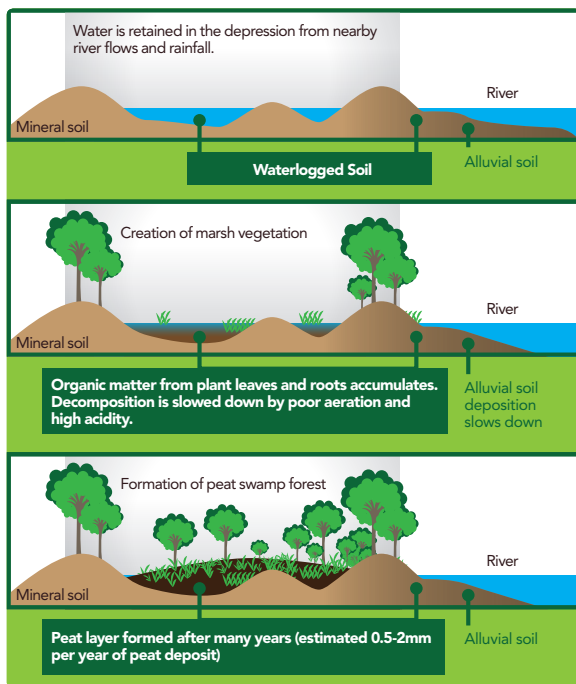 Water is retained in the depression from nearby
river flows and rainfall.
River
Mineral soil
Waterlogged Soil
Alluvial soil
Creation of marsh vegetation
River
Mineral soil
Organic matter from plant leaves and roots accumulates.
Decomposition is slowed down by poor aeration and
high acidity.
Alluvial soil
deposition
slows down
Formation of peat swamp forest
River
Mineral soil
Peat layer formed after many years (estimated 0.5-2mm
per year of peat deposit)
Alluvial soil